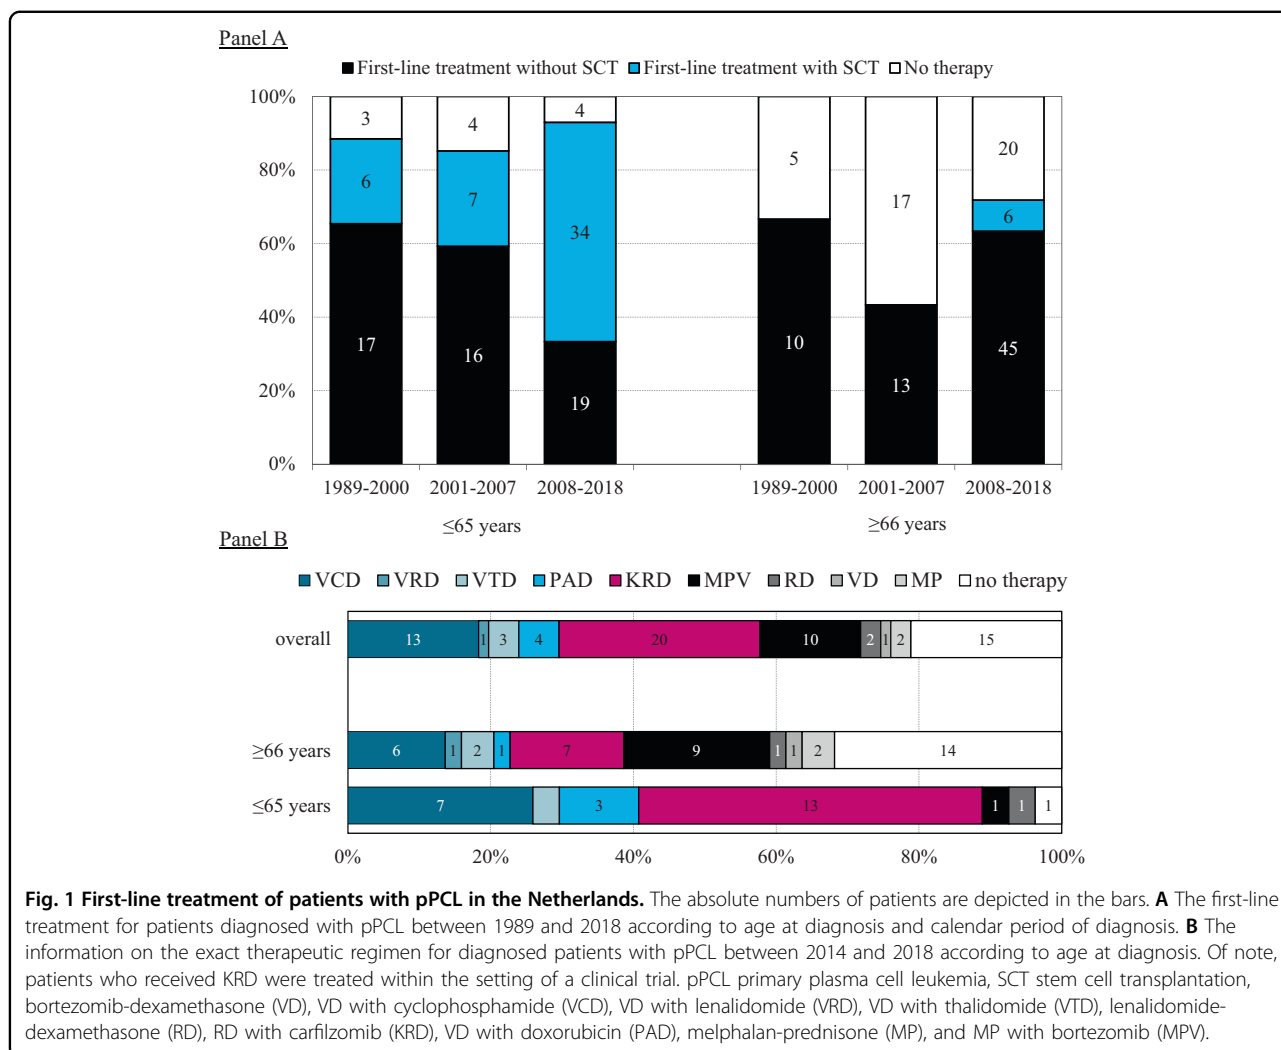 Panel A
First-line treatment without SCT First-line treatment with SCT No therapy
100%
80%
60%
40%
20%
0%
3
6
17
4
7
16
4
34
19
5
10
17
13
20
6
45
1989-2000 2001-2007 2008-2018 1989-2000 2001-2007 2008-2018
≤65 years ≥66 years
Panel B
VCD VRD VTD PAD KRD MPV RD VD MP no therapy
overall 13 1 3 4 20 10 2 1 2 15
≥66 years 6 1 2 1 7 9 1 1 2 14
≤65 years 7 3 13 1 1 1
0% 20% 40% 60% 80% 100%
Fig. 1 First-line treatment of patients with pPCL in the Netherlands. The absolute numbers of patients are depicted in the bars. A The first-line
treatment for patients diagnosed with pPCL between 1989 and 2018 according to age at diagnosis and calendar period of diagnosis. B The
information on the exact therapeutic regimen for diagnosed patients with pPCL between 2014 and 2018 according to age at diagnosis. Of note,
patients who received KRD were treated within the setting of a clinical trial. pPCL primary plasma cell leukemia, SCT stem cell transplantation,
bortezomib-dexamethasone (VD), VD with cyclophosphamide (VCD), VD with lenalidomide (VRD), VD with thalidomide (VTD), lenalidomide-
dexamethasone (RD), RD with carfilzomib (KRD), VD with doxorubicin (PAD), melphalan-prednisone (MP), and MP with bortezomib (MPV).